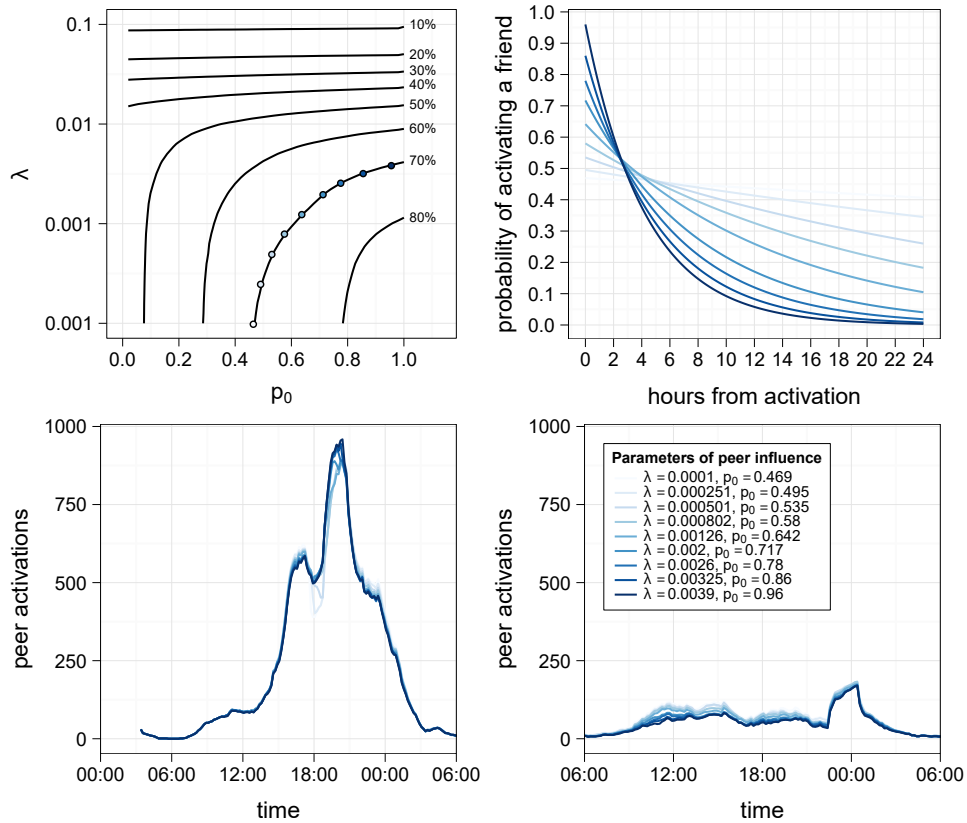 0.1
0.01
0.001
0.001
λ
10%
20%
30%
40%
50%
60%
70%
80%
0.0 0.2 0.4 0.6 0.8 1.0
p0
probability of activating a friend
1.0
0.9
0.8
0.7
0.6
0.5
0.4
0.3
0.2
0.1
0.0
0 2 4 6 8 10 12 14 16 18 20 22 24
hours from activation
peer activations
1000
750
500
250
0
00:00 06:00 12:00 18:00 00:00 06:00
time
peer activations
1000
750
500
250
0
Parameters of peer influence
λ = 0.0001, p0 = 0.469
λ = 0.000251, p0 = 0.495
λ = 0.000501, p0 = 0.535
λ = 0.000802, p0 = 0.58
λ = 0.00126, p0 = 0.642
λ = 0.002, p0 = 0.717
λ = 0.0026, p0 = 0.78
λ = 0.00325, p0 = 0.86
λ = 0.0039, p0 = 0.96
06:00 12:00 18:00 00:00 06:00
time